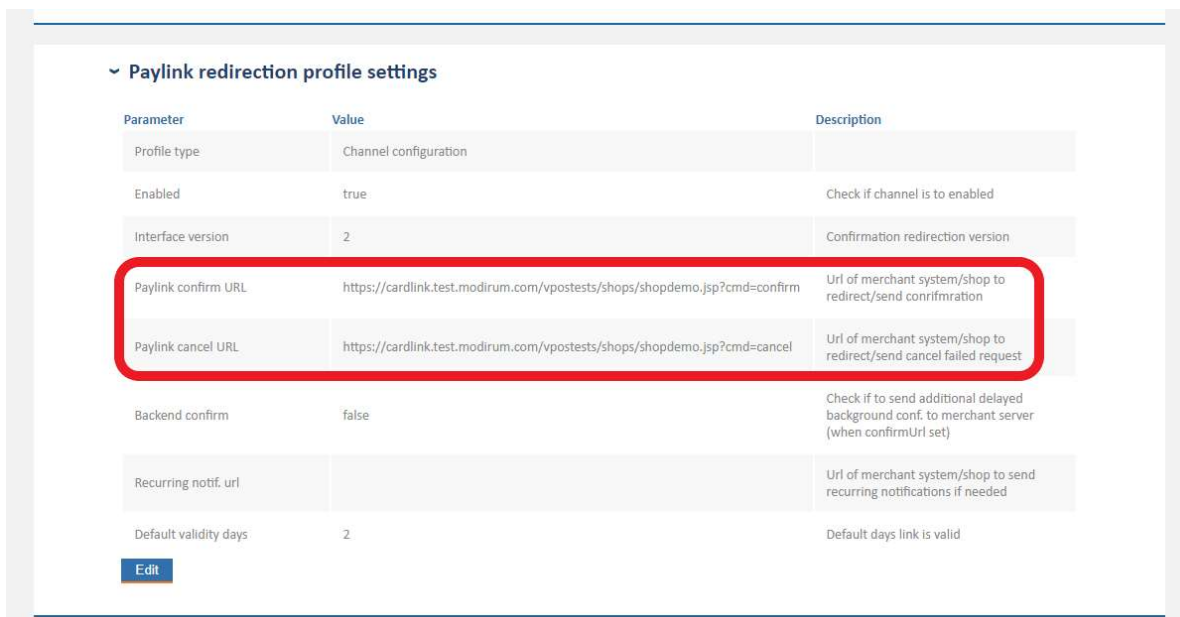 Paylink redirection profile settings
Parameter Value Description
Profile type Channel configuration
Enabled true Check if channel is to enabled
Interface version 2 Confirmation redirection version
Paylink confirm URL https://cardlink.test.modirum.com/vpostests/shops/shopdemo.jsp?cmd=confirm Url of merchant system/shop to
redirect/send conrifmration
Paylink cancel URL https://cardlink.test.modirum.com/vpostests/shops/shopdemo.jsp?cmd=cancel Url of merchant system/shop to
redirect/send cancel failed request
Backend confirm false Check if to send additional delayed
background conf. to merchant server
(when confirmUrl set)
Recurring notif. url Url of merchant system/shop to send
recurring notifications if needed
Default validity days 2 Default days link is valid
Edit